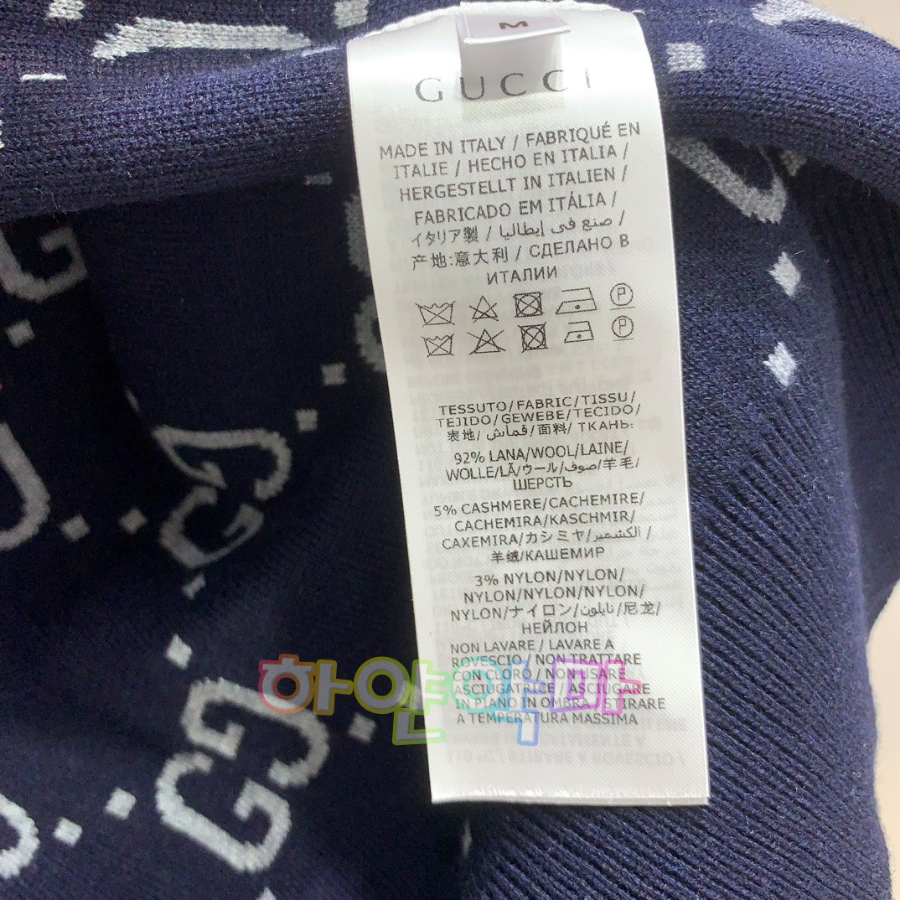 M
GUCCI
MADE IN ITALY / FABRIQUÉ EN
ITALIE / HECHO EN ITALIA /
HERGESTELLT IN ITALIEN /
FABRICADO EM ITÁLIA /
イタリア製 / صنع في إيطاليا /
产地:意大利 / СДЕЛАНО В
ИТАЛИИ
P
P
TESSUTO/FABRIC/TISSU/
TEJIDO/GEWEBE/TECIDO/
表地/قماش/面料/ ТКАНЬ:
92% LANA/WOOL/LAINE/
WOLLE/LÃ/ウール/صوف/羊毛/
ШЕРСТЬ
5% CASHMERE/CACHEMIRE/
CACHEMIRA/KASCHMIR/
CAXEMIRA/カシミヤ/الكشمير/
羊绒/КАШЕМИР
3% NYLON/NYLON/
NYLON/NYLON/NYLON/
NYLON/ナイロン/نايلون/尼龙/
НЕЙЛОН
NON LAVARE / LAVARE A
ROVESCIO / NON TRATTARE
CON CLORO / NON USARE
ASCIUGATRICE / ASCIUGARE
IN PIANO IN OMBRA / STIRARE
A TEMPERATURA MASSIMA
하얀악마